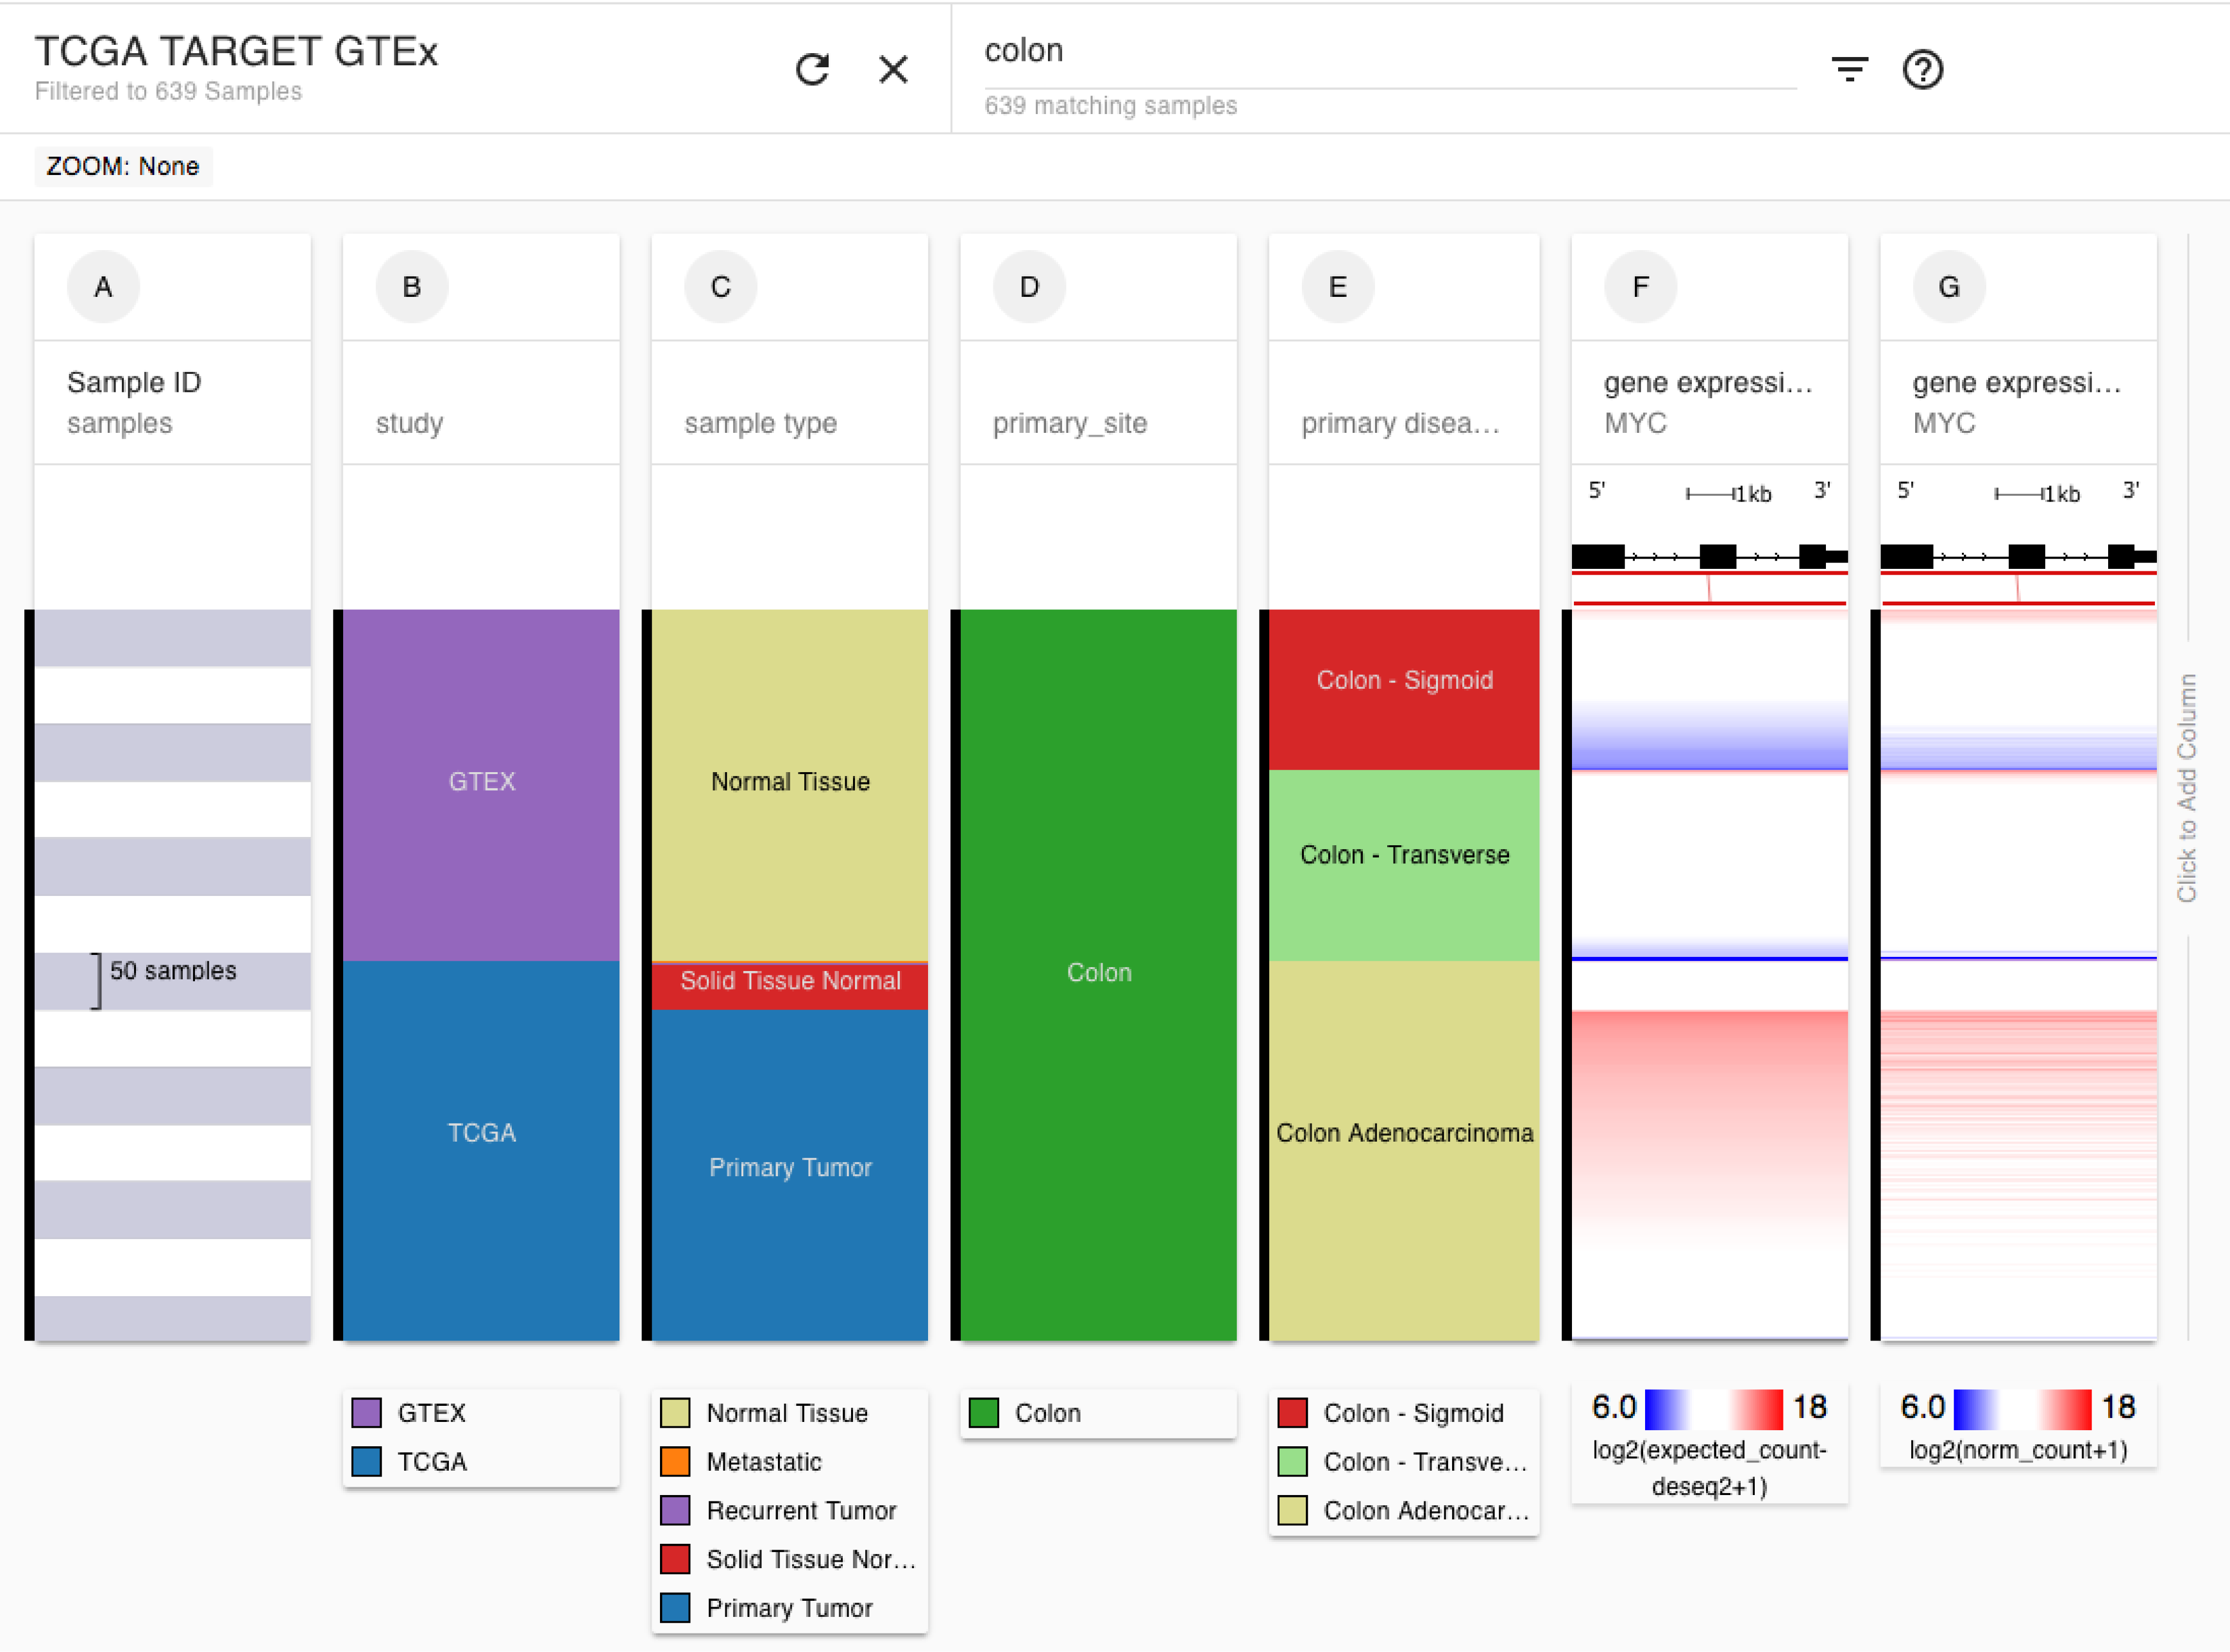 TCGA TARGET GTEx
Filtered to 639 Samples
colon
639 matching samples
ZOOM: None
A
Sample ID
samples
50 samples
B
study
GTEX
TCGA
GTEX
TCGA
C
sample type
Normal Tissue
Solid Tissue Normal
Primary Tumor
Normal Tissue
Metastatic
Recurrent Tumor
Solid Tissue Nor...
Primary Tumor
D
primary_site
Colon
Colon
E
primary disea...
Colon - Sigmoid
Colon - Transverse
Colon Adenocarcinoma
Colon - Sigmoid
Colon - Transve...
Colon Adenocar...
F
gene expressi...
MYC
5' 1kb 3'
6.0 18
log2(expected_count-
deseq2+1)
G
gene expressi...
MYC
5' 1kb 3'
6.0 18
log2(norm_count+1)
Click to Add Column